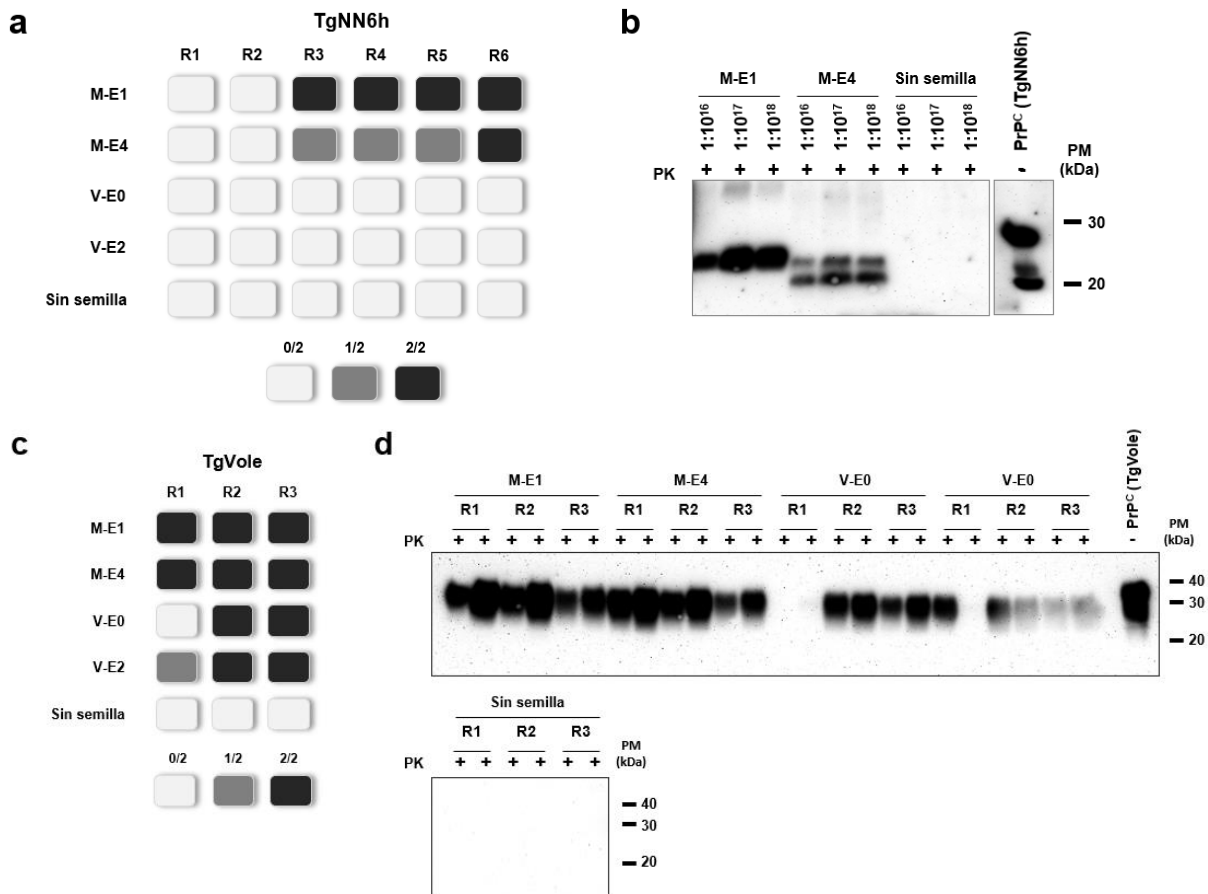 a
TgNN6h
R1 R2 R3 R4 R5 R6
M-E1
M-E4
V-E0
V-E2
Sin semilla
0/2 1/2 2/2
b
M-E1 M-E4 Sin semilla
1:10¹⁶ 1:10¹⁷ 1:10¹⁸ 1:10¹⁶ 1:10¹⁷ 1:10¹⁸ 1:10¹⁶ 1:10¹⁷ 1:10¹⁸ PrPᶜ (TgNN6h)
PK + + + + + + + + + - PM
(kDa)
30
20
c
TgVole
R1 R2 R3
M-E1
M-E4
V-E0
V-E2
Sin semilla
0/2 1/2 2/2
d
M-E1 M-E4 V-E0 V-E0 PrPᶜ (TgVole)
R1 R2 R3 R1 R2 R3 R1 R2 R3 R1 R2 R3
PK + + + + + + + + + + + + + + + + + + + + + + + + - PM
(kDa)
40
30
20
Sin semilla
R1 R2 R3
PK + + + + + + PM
(kDa)
40
30
20